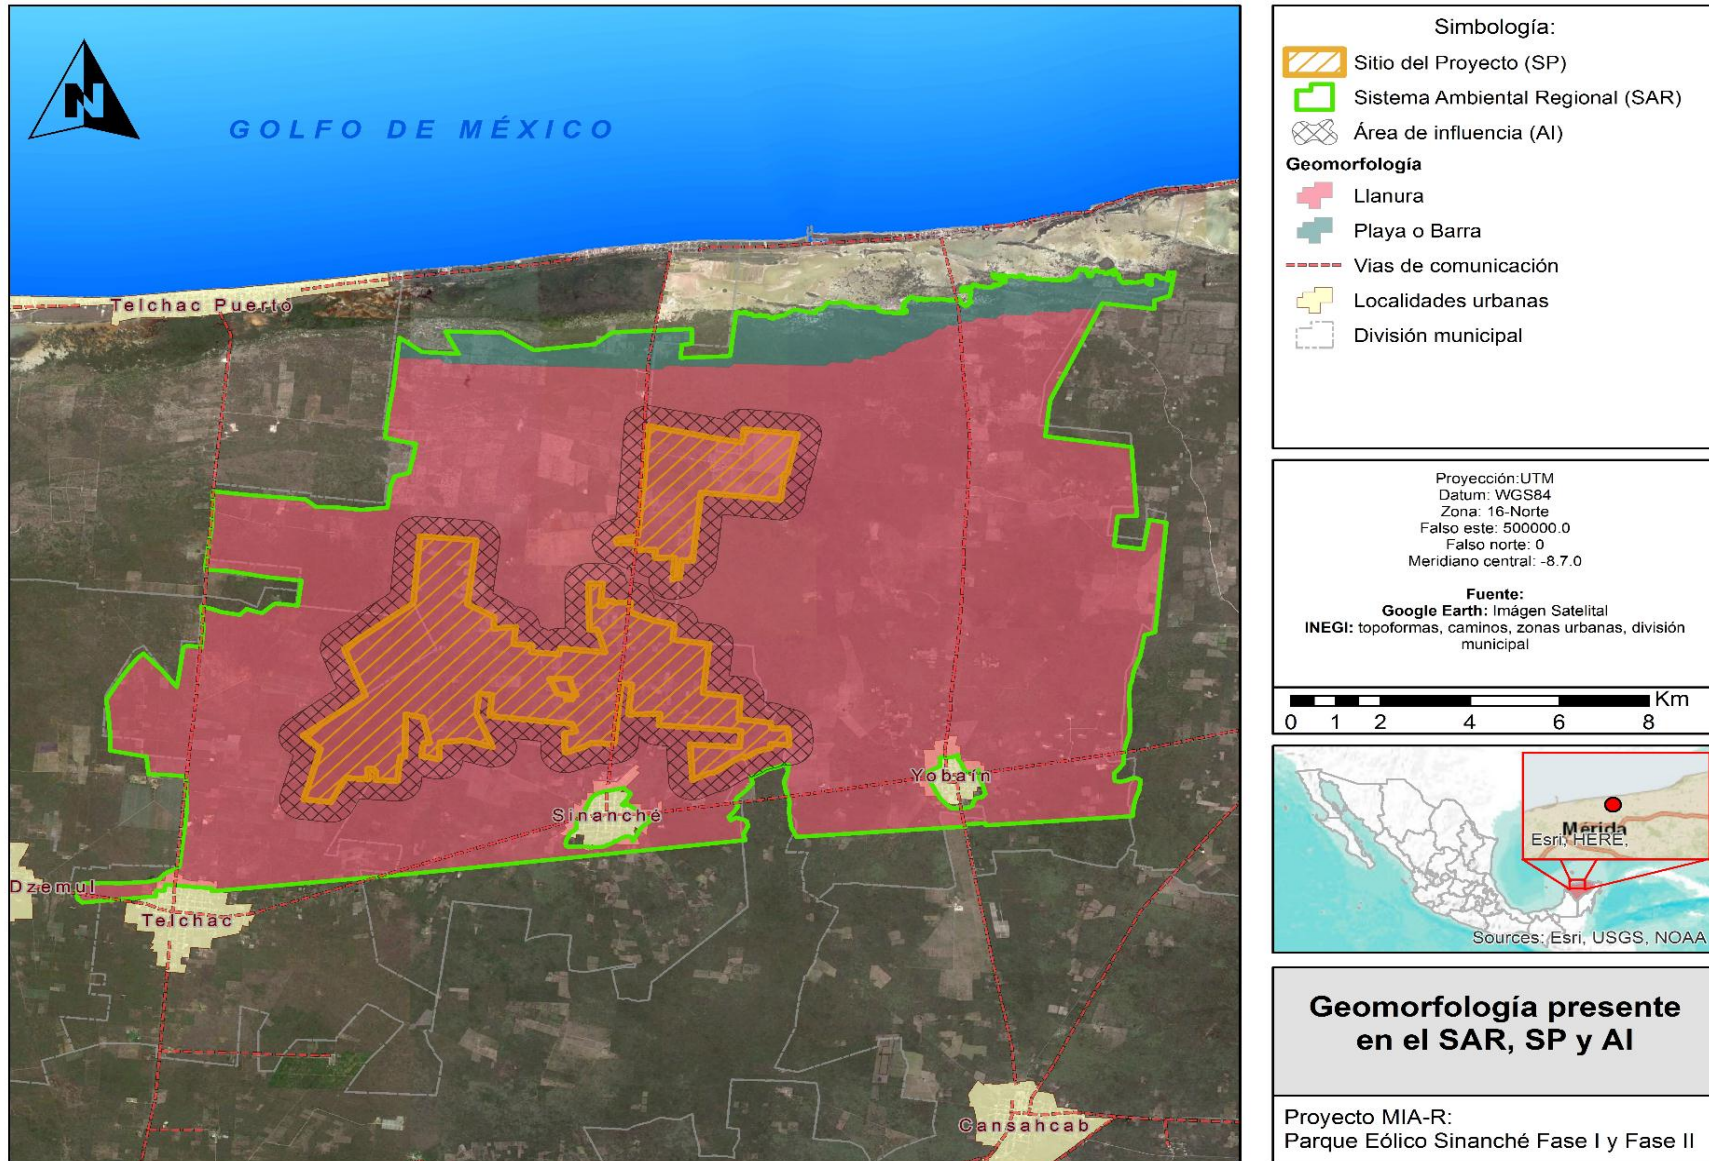 N
GOLFO DE MÉXICO
Telchac Puerto
Yobaín
Sinanché
Dzemul
Telchac
Cansahcab
Simbología:
Sitio del Proyecto (SP)
Sistema Ambiental Regional (SAR)
Área de influencia (AI)
Geomorfología
Llanura
Playa o Barra
Vias de comunicación
Localidades urbanas
División municipal
Proyección:UTM
Datum: WGS84
Zona: 16-Norte
Falso este: 500000.0
Falso norte: 0
Meridiano central: -8.7.0
Fuente:
Google Earth: Imágen Satelital
INEGI: topoformas, caminos, zonas urbanas, división
municipal
Km
0 1 2 4 6 8
Mérida
Esri, HERE,
Sources: Esri, USGS, NOAA
Geomorfología presente
en el SAR, SP y AI
Proyecto MIA-R:
Parque Eólico Sinanché Fase I y Fase II